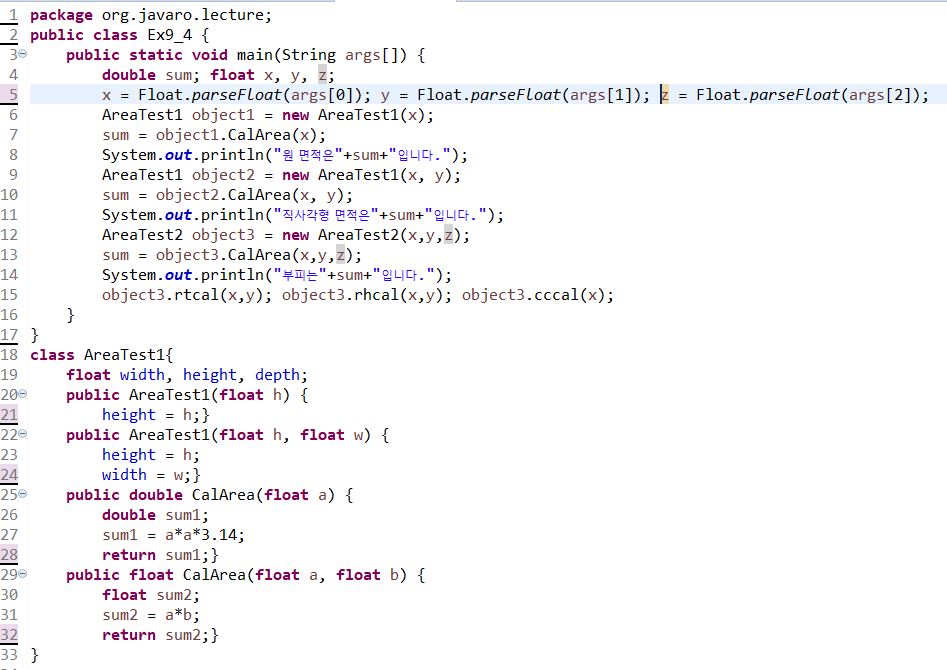 1 package org.javaro.lecture;
2 public class Ex9_4 {
3 public static void main(String args[]) {
4 double sum; float x, y, z;
5 x = Float.parseFloat(args[0]); y = Float.parseFloat(args[1]); z = Float.parseFloat(args[2]);
6 AreaTest1 object1 = new AreaTest1(x);
7 sum = object1.CalArea(x);
8 System.out.println("원 면적은"+sum+"입니다.");
9 AreaTest1 object2 = new AreaTest1(x, y);
10 sum = object2.CalArea(x, y);
11 System.out.println("직사각형 면적은"+sum+"입니다.");
12 AreaTest2 object3 = new AreaTest2(x,y,z);
13 sum = object3.CalArea(x,y,z);
14 System.out.println("부피는"+sum+"입니다.");
15 object3.rtcal(x,y); object3.rhcal(x,y); object3.cccal(x);
16 }
17 }
18 class AreaTest1{
19 float width, height, depth;
20 public AreaTest1(float h) {
21 height = h;}
22 public AreaTest1(float h, float w) {
23 height = h;
24 width = w;}
25 public double CalArea(float a) {
26 double sum1;
27 sum1 = a*a*3.14;
28 return sum1;}
29 public float CalArea(float a, float b) {
30 float sum2;
31 sum2 = a*b;
32 return sum2;}
33 }